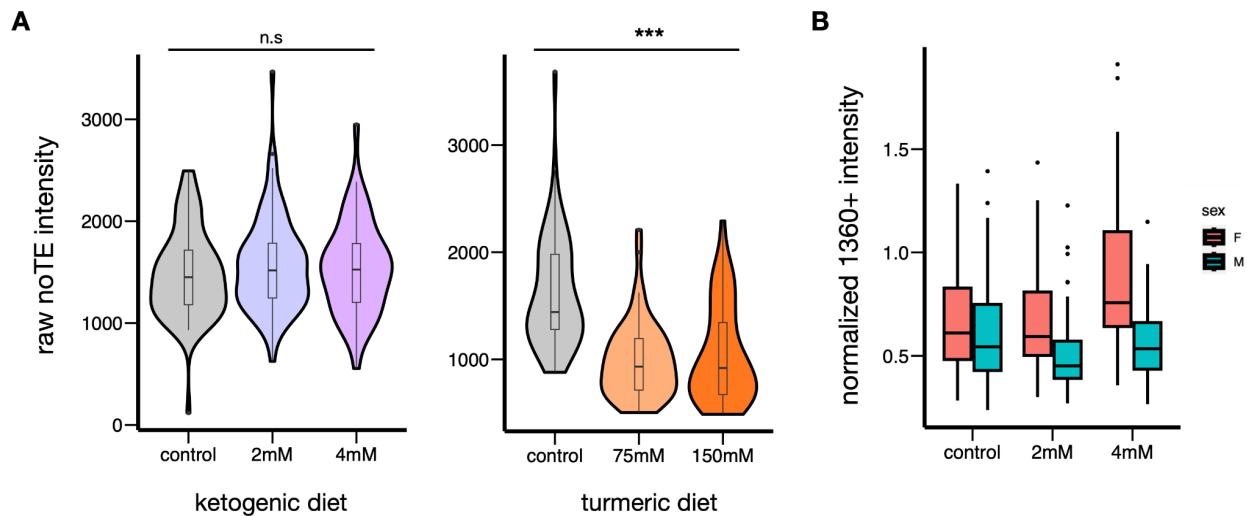 A
B
n.s
***
raw noTE intensity
3000
2000
1000
0
control
2mM
4mM
ketogenic diet
3000
2000
1000
control
75mM
150mM
turmeric diet
normalized 1360+ intensity
1.5
1.0
0.5
control
2mM
4mM
sex
F
M